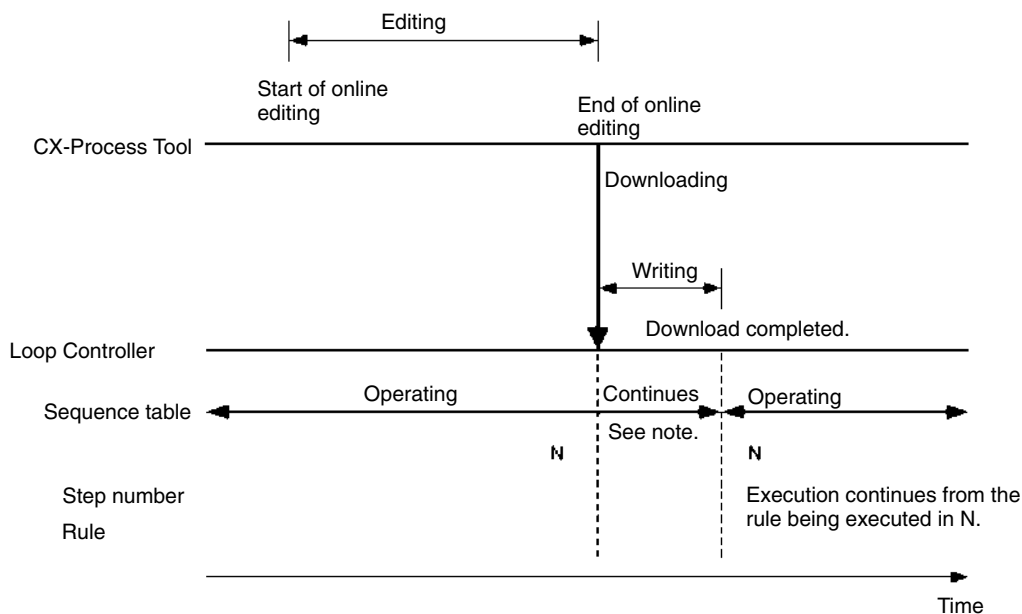 Editing
Start of online
editing
End of online
editing
CX-Process Tool
Downloading
Writing
Download completed.
Loop Controller
Sequence table
Operating
Continues
Operating
See note.
N
N
Step number
Rule
Execution continues from the
rule being executed in N.
Time